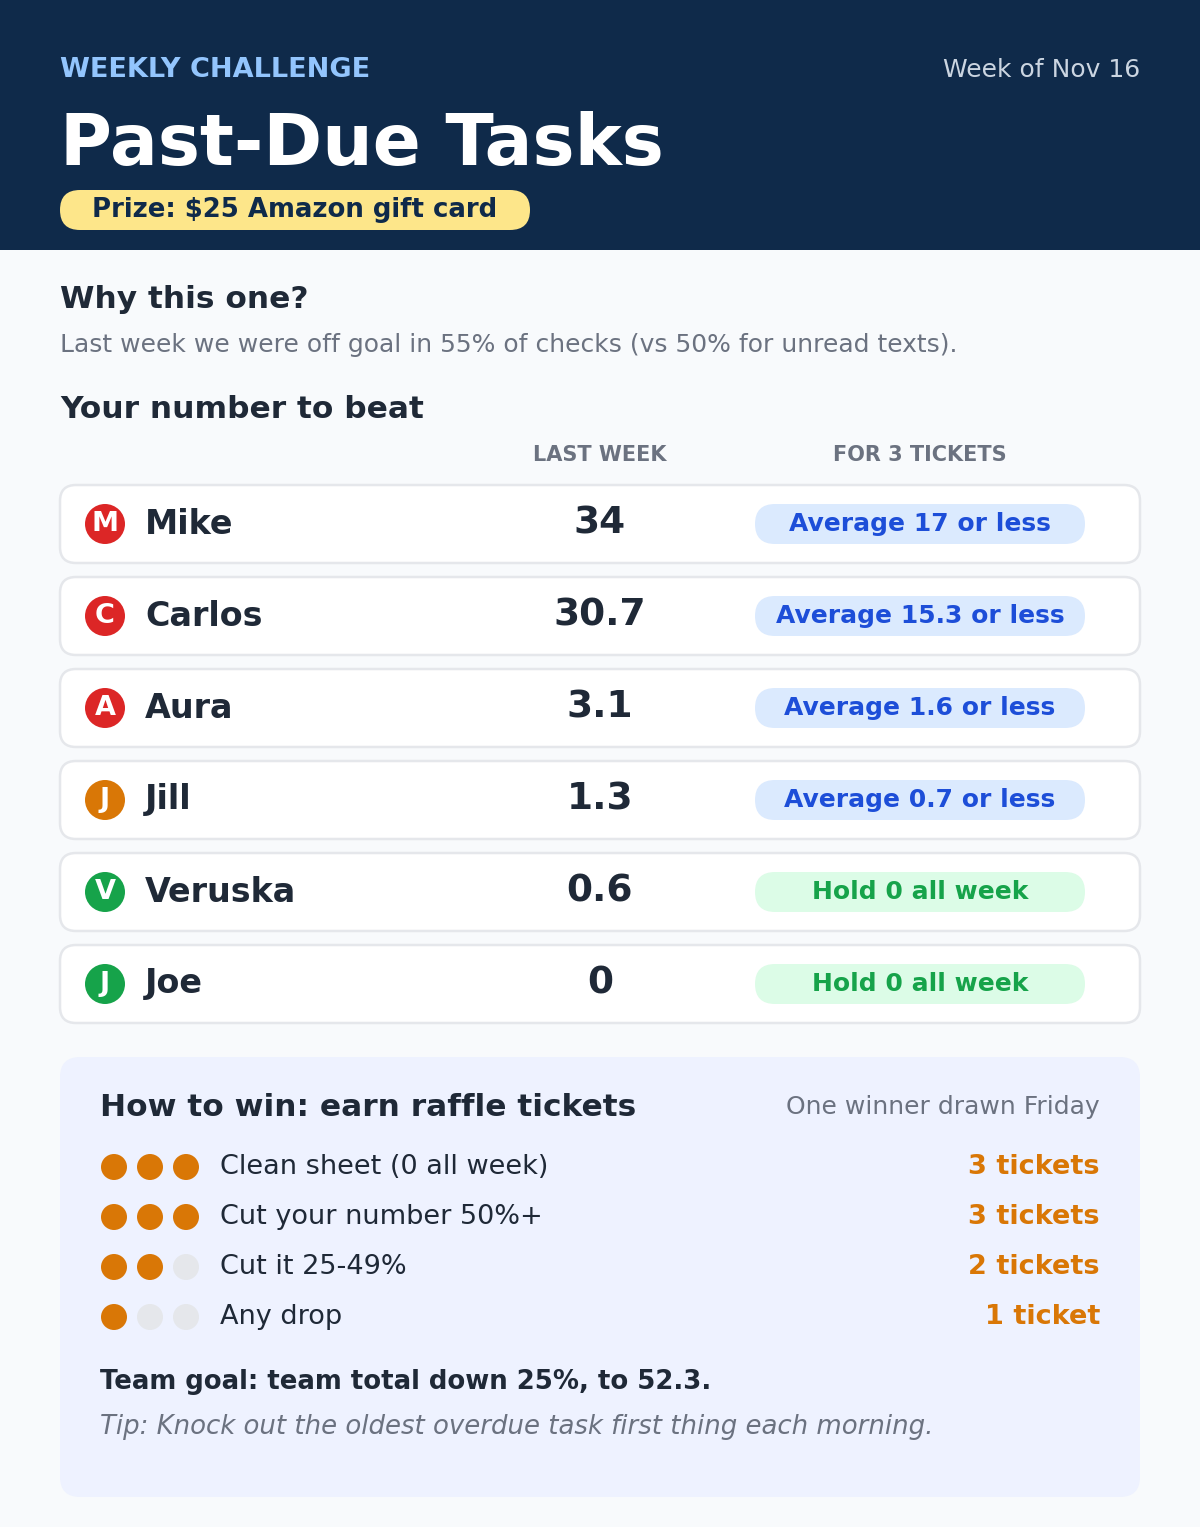 WEEKLY CHALLENGE Week of Nov 16
Past-Due Tasks
Prize: $25 Amazon gift card
Why this one?
Last week we were off goal in 55% of checks (vs 50% for unread texts).
Your number to beat
LAST WEEK FOR 3 TICKETS
M Mike 34 Average 17 or less
C Carlos 30.7 Average 15.3 or less
A Aura 3.1 Average 1.6 or less
J Jill 1.3 Average 0.7 or less
V Veruska 0.6 Hold 0 all week
J Joe 0 Hold 0 all week
How to win: earn raffle tickets One winner drawn Friday
Clean sheet (0 all week) 3 tickets
Cut your number 50%+ 3 tickets
Cut it 25-49% 2 tickets
Any drop 1 ticket
Team goal: team total down 25%, to 52.3.
Tip: Knock out the oldest overdue task first thing each morning.